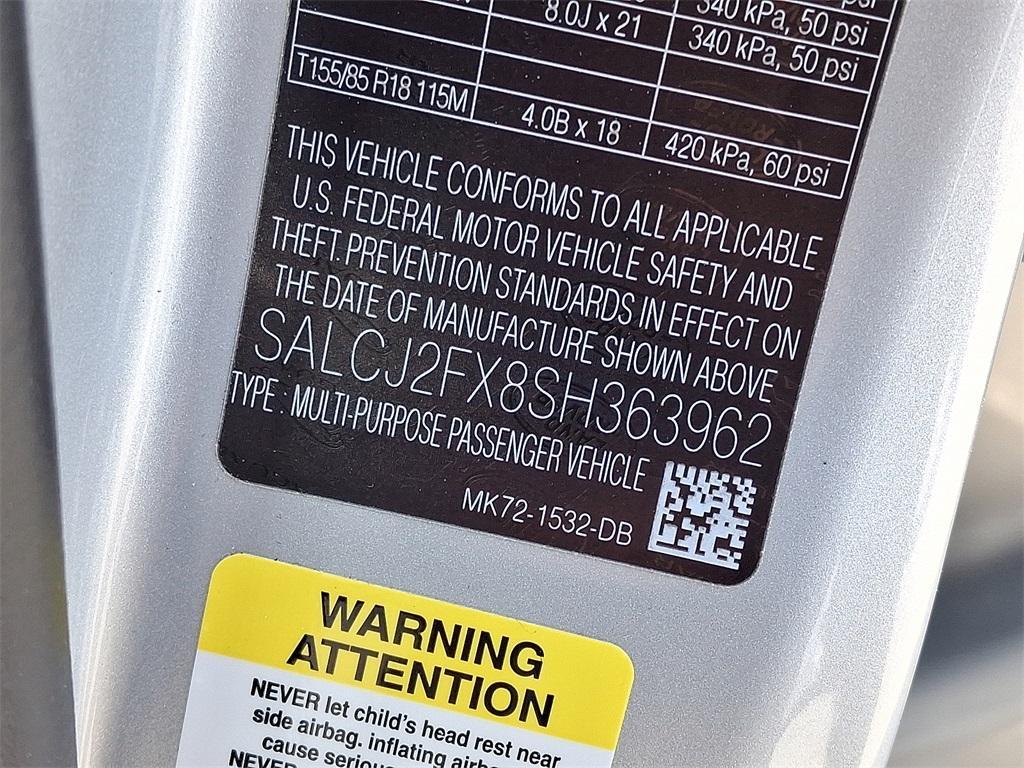 psi
340 kPa, 50 psi
8.0J x 21 340 kPa, 50 psi
T155/85 R18 115M 4.0B x 18 420 kPa, 60 psi
THIS VEHICLE CONFORMS TO ALL APPLICABLE
U.S. FEDERAL MOTOR VEHICLE SAFETY AND
THEFT PREVENTION STANDARDS IN EFFECT ON
THE DATE OF MANUFACTURE SHOWN ABOVE
SALCJ2FX8SH363962
TYPE : MULTI-PURPOSE PASSENGER VEHICLE
MK72-1532-DB
WARNING
ATTENTION
NEVER let child's head rest near
side airbag. inflating
cause
NEVER